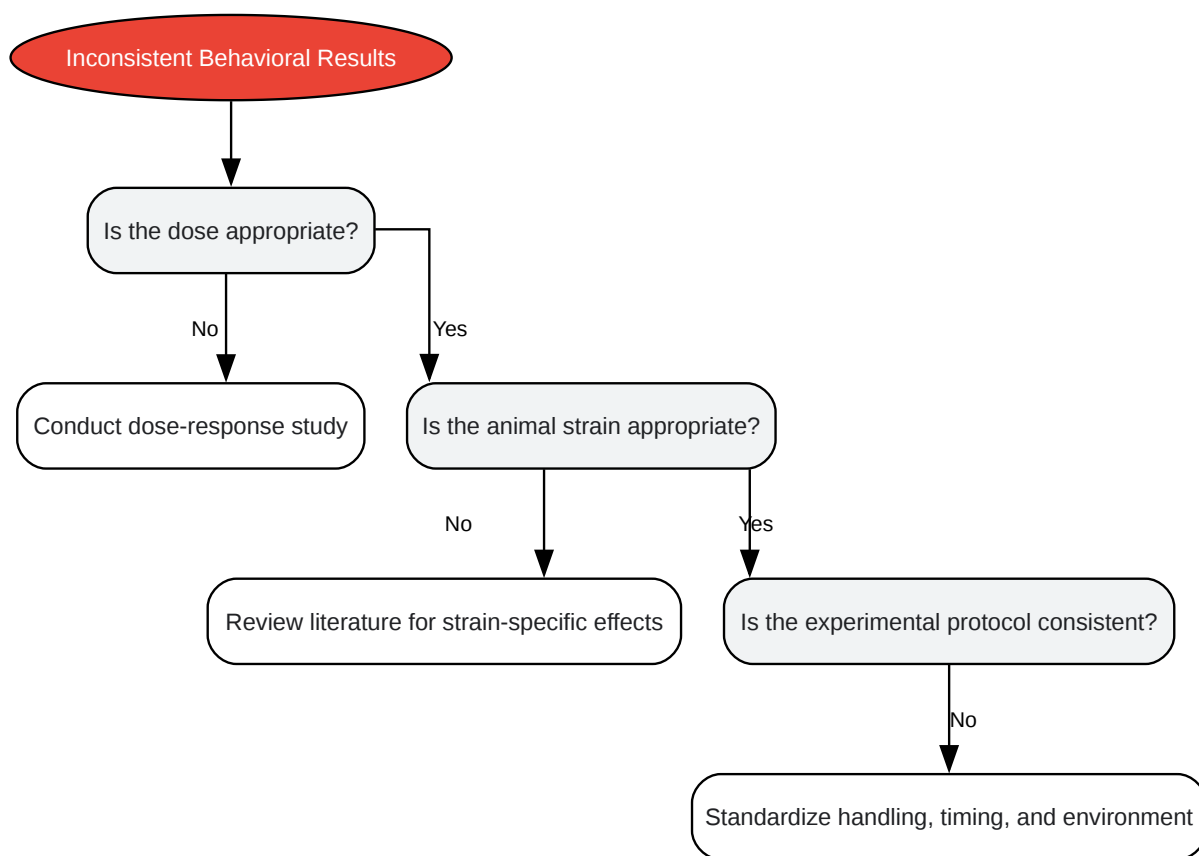 Inconsistent Behavioral Results
Is the dose appropriate?
No
Yes
Conduct dose-response study
Is the animal strain appropriate?
No
Yes
Review literature for strain-specific effects
Is the experimental protocol consistent?
No
Standardize handling, timing, and environment